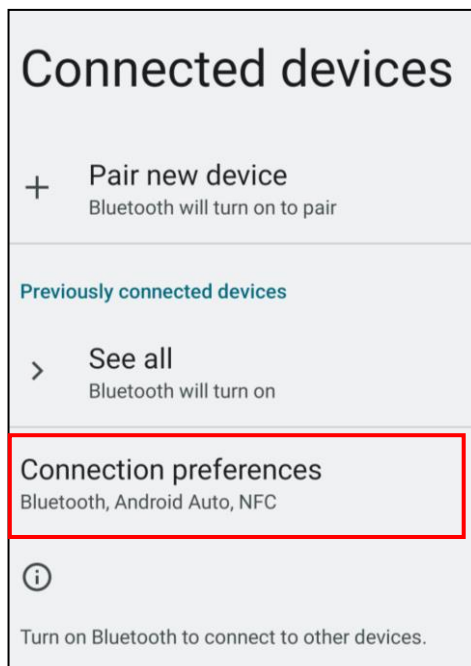 Connected devices
Pair new device
Bluetooth will turn on to pair
Previously connected devices
See all
Bluetooth will turn on
Connection preferences
Bluetooth, Android Auto, NFC
Turn on Bluetooth to connect to other devices.